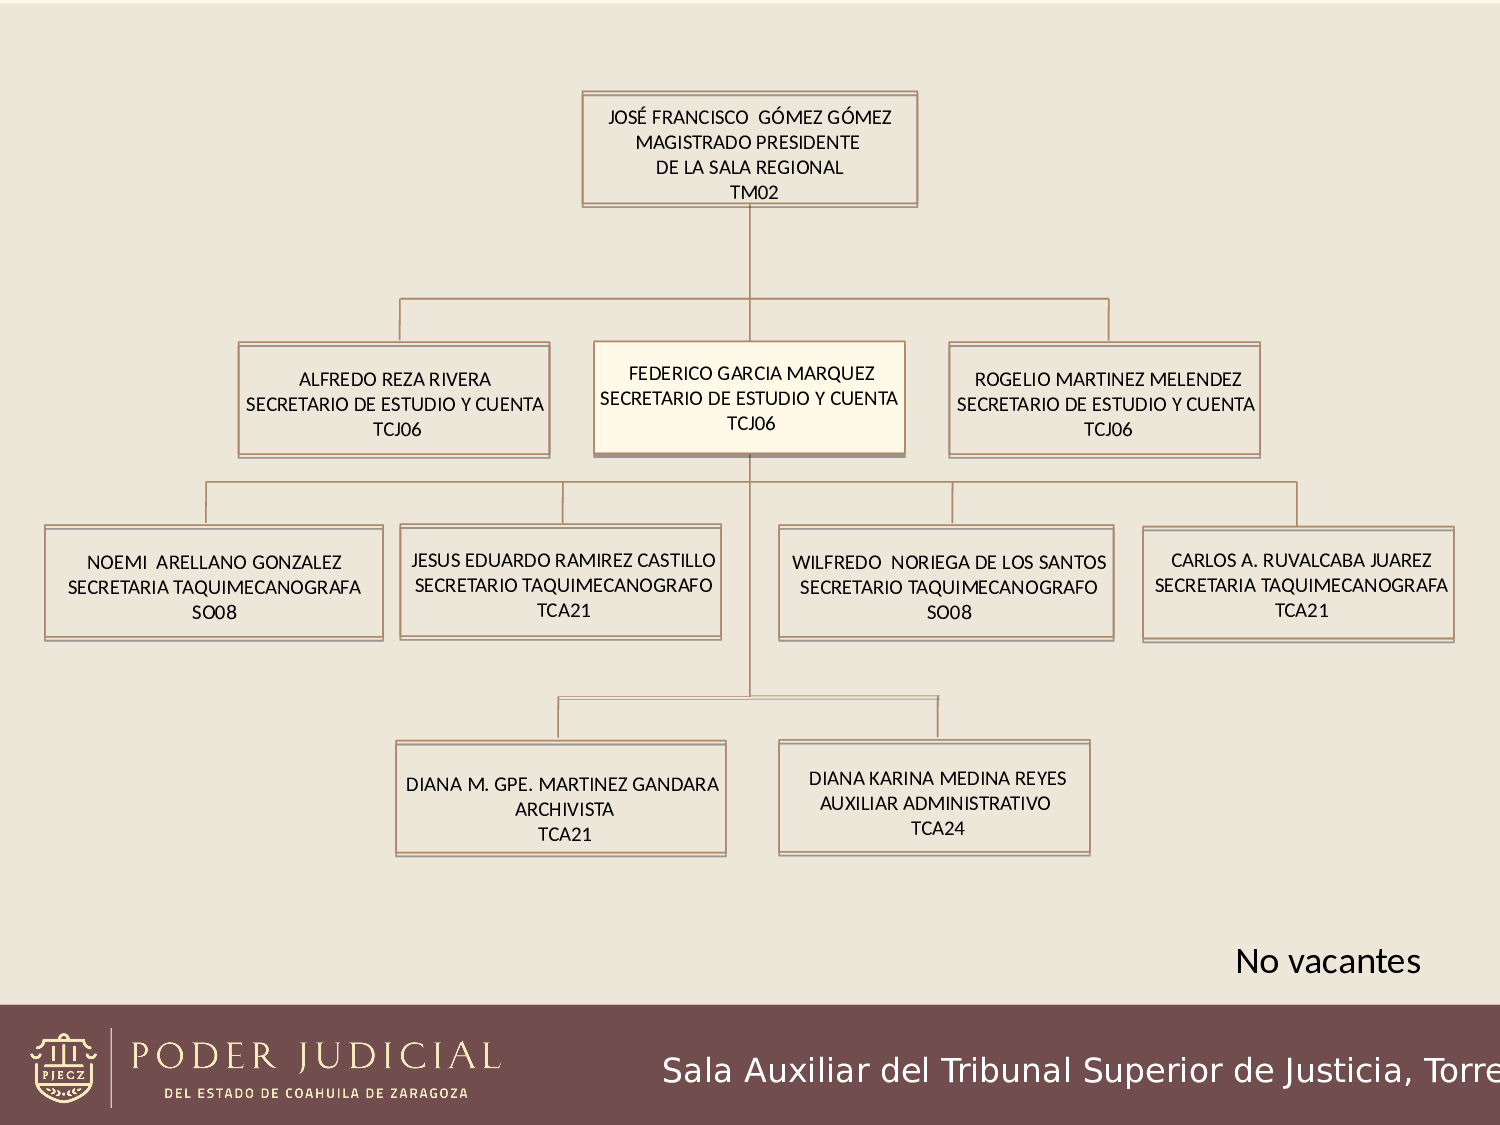 JOSÉ FRANCISCO  GÓMEZ GÓMEZ
MAGISTRADO PRESIDENTE
DE LA SALA REGIONAL
TM02
ALFREDO REZA RIVERA
SECRETARIO DE ESTUDIO Y CUENTA
TCJ06
FEDERICO GARCIA MARQUEZ
SECRETARIO DE ESTUDIO Y CUENTA
TCJ06
ROGELIO MARTINEZ MELENDEZ
SECRETARIO DE ESTUDIO Y CUENTA
TCJ06
NOEMI  ARELLANO GONZALEZ
SECRETARIA TAQUIMECANOGRAFA
SO08
JESUS EDUARDO RAMIREZ CASTILLO
SECRETARIO TAQUIMECANOGRAFO
TCA21
WILFREDO  NORIEGA DE LOS SANTOS
SECRETARIO TAQUIMECANOGRAFO
SO08
CARLOS A. RUVALCABA JUAREZ
SECRETARIA TAQUIMECANOGRAFA
TCA21
DIANA M. GPE. MARTINEZ GANDARA
ARCHIVISTA
TCA21
DIANA KARINA MEDINA REYES
AUXILIAR ADMINISTRATIVO
TCA24
No vacantes
PJECZ
PODER JUDICIAL
DEL ESTADO DE COAHUILA DE ZARAGOZA
Sala Auxiliar del Tribunal Superior de Justicia, Torre